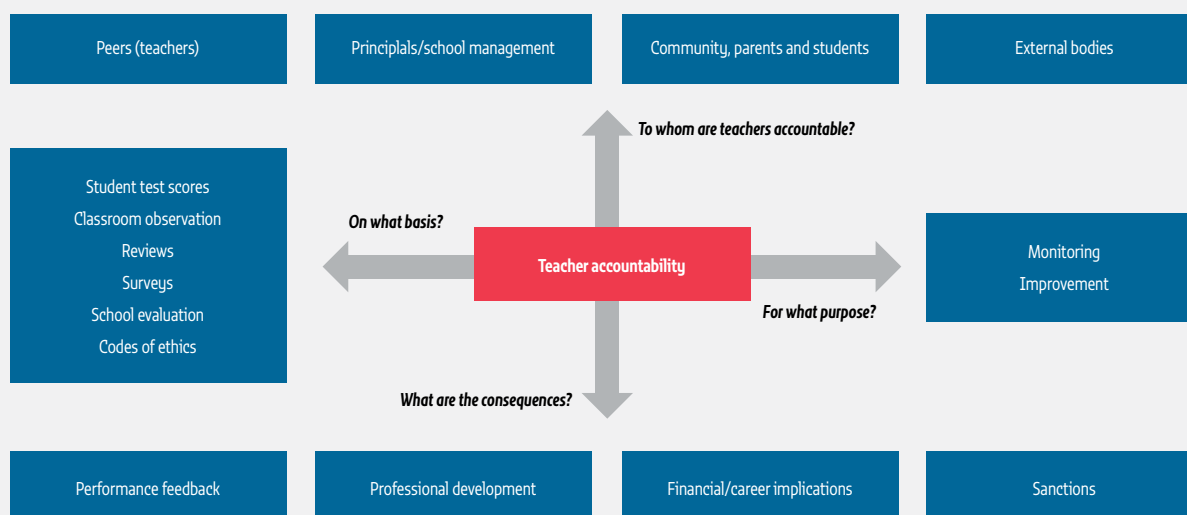 Peers (teachers)
Principlals/school management
Community, parents and students
External bodies
To whom are teachers accountable?
Student test scores
Classroom observation
Reviews
Surveys
School evaluation
Codes of ethics
On what basis?
Teacher accountability
Monitoring
Improvement
For what purpose?
What are the consequences?
Performance feedback
Professional development
Financial/career implications
Sanctions